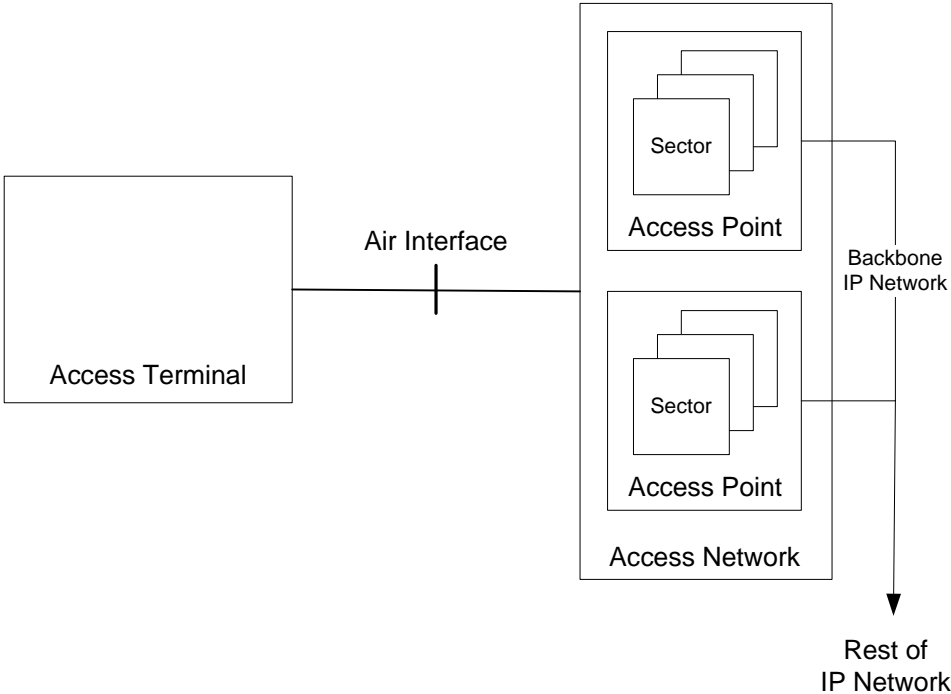 Sector
Access Point
Air Interface
Backbone
IP Network
Access Terminal
Sector
Access Point
Access Network
Rest of
IP Network